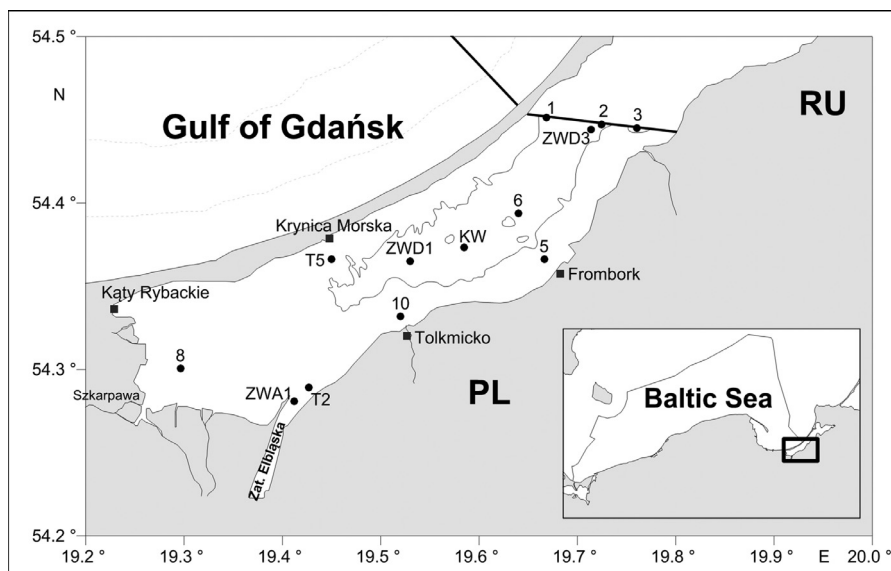 54.5 °
N
Gulf of Gdańsk
RU
1
2
3
ZWD3
54.4 °
6
Krynica Morska
T5
ZWD1
KW
5
Frombork
Kąty Rybackie
10
Tolkmicko
54.3 °
8
Szkarpawa
ZWA1
T2
PL
Zat. Elbląska
Baltic Sea
54.2 °
19.2 °
19.3 °
19.4 °
19.5 °
19.6 °
19.7 °
19.8 °
19.9 °
E
20.0 °